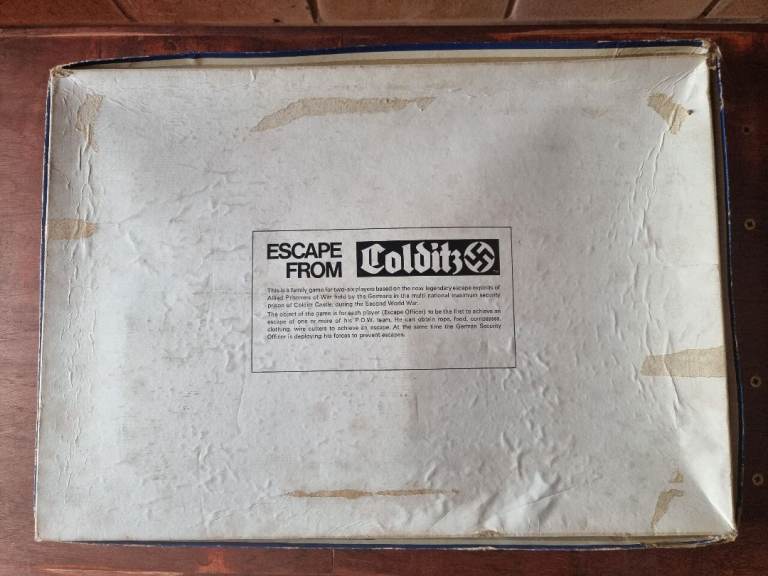 ESCAPE
FROM
Colditz
This is a family game for two-six players based on the now legendary escape exploits of
Allied Prisoners of War held by the Germans in the multi national maximum security
prison of Colditz Castle, during the Second World War.
The object of the game is for each player (Escape Officer) to be the first to achieve an
escape of one or more of his P.O.W. team. He can obtain rope, food, compasses,
clothing, wire cutters to achieve an escape. At the same time the German Security
Officer is deploying his forces to prevent escapes.